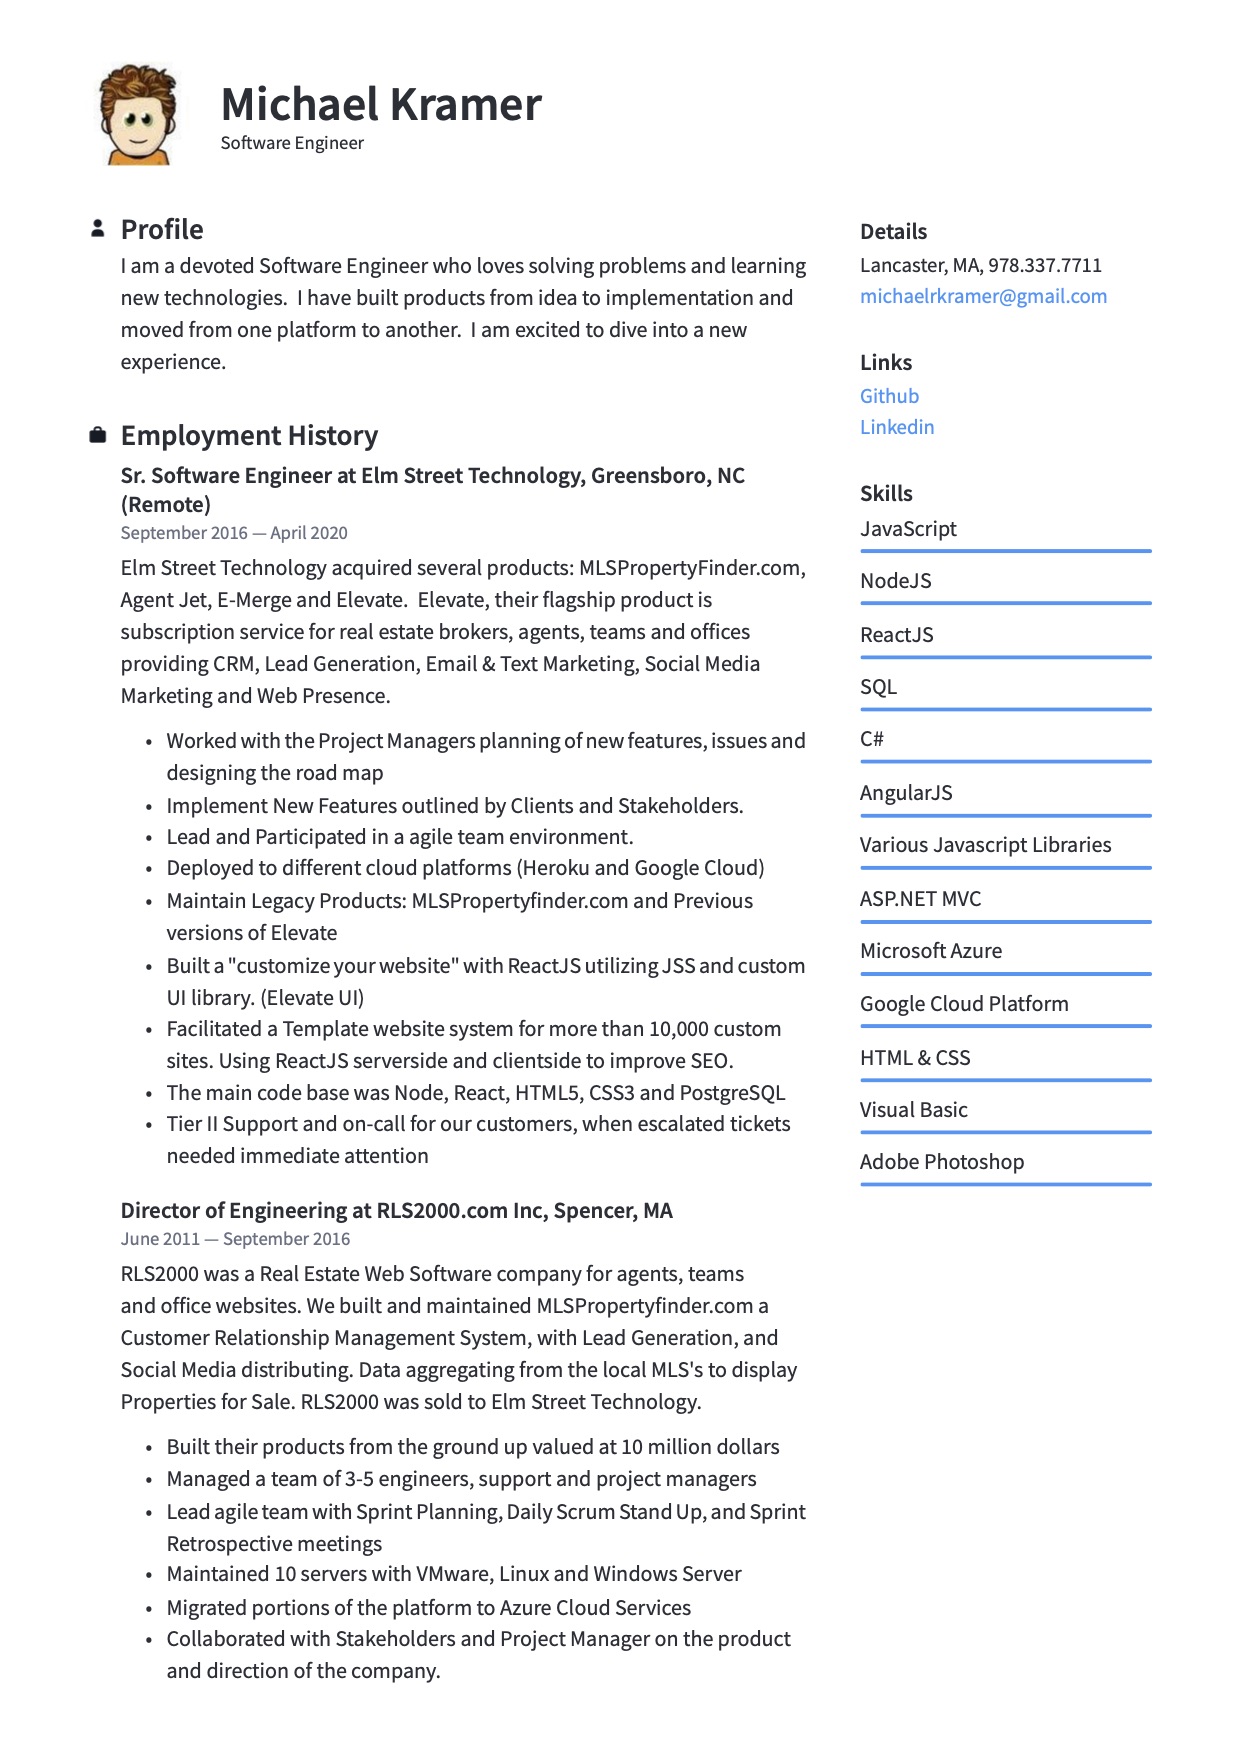 Michael Kramer
Software Engineer
Profile
I am a devoted Software Engineer who loves solving problems and learning
new technologies.  I have built products from idea to implementation and
moved from one platform to another.  I am excited to dive into a new
experience.
Employment History
Sr. Software Engineer at Elm Street Technology, Greensboro, NC
(Remote)
September 2016 — April 2020
Elm Street Technology acquired several products: MLSPropertyFinder.com,
Agent Jet, E-Merge and Elevate.  Elevate, their flagship product is
subscription service for real estate brokers, agents, teams and offices
providing CRM, Lead Generation, Email & Text Marketing, Social Media
Marketing and Web Presence.
• Worked with the Project Managers planning of new features, issues and
designing the road map
• Implement New Features outlined by Clients and Stakeholders.
• Lead and Participated in a agile team environment.
• Deployed to different cloud platforms (Heroku and Google Cloud)
• Maintain Legacy Products: MLSPropertyfinder.com and Previous
versions of Elevate
• Built a "customize your website" with ReactJS utilizing JSS and custom
UI library. (Elevate UI)
• Facilitated a Template website system for more than 10,000 custom
sites. Using ReactJS serverside and clientside to improve SEO.
• The main code base was Node, React, HTML5, CSS3 and PostgreSQL
• Tier II Support and on-call for our customers, when escalated tickets
needed immediate attention
Director of Engineering at RLS2000.com Inc, Spencer, MA
June 2011 — September 2016
RLS2000 was a Real Estate Web Software company for agents, teams
and office websites. We built and maintained MLSPropertyfinder.com a
Customer Relationship Management System, with Lead Generation, and
Social Media distributing. Data aggregating from the local MLS's to display
Properties for Sale. RLS2000 was sold to Elm Street Technology.
• Built their products from the ground up valued at 10 million dollars
• Managed a team of 3-5 engineers, support and project managers
• Lead agile team with Sprint Planning, Daily Scrum Stand Up, and Sprint
Retrospective meetings
• Maintained 10 servers with VMware, Linux and Windows Server
• Migrated portions of the platform to Azure Cloud Services
• Collaborated with Stakeholders and Project Manager on the product
and direction of the company.
Details
Lancaster, MA, 978.337.7711
michaelrkramer@gmail.com
Links
Github
Linkedin
Skills
JavaScript
NodeJS
ReactJS
SQL
C#
AngularJS
Various Javascript Libraries
ASP.NET MVC
Microsoft Azure
Google Cloud Platform
HTML & CSS
Visual Basic
Adobe Photoshop